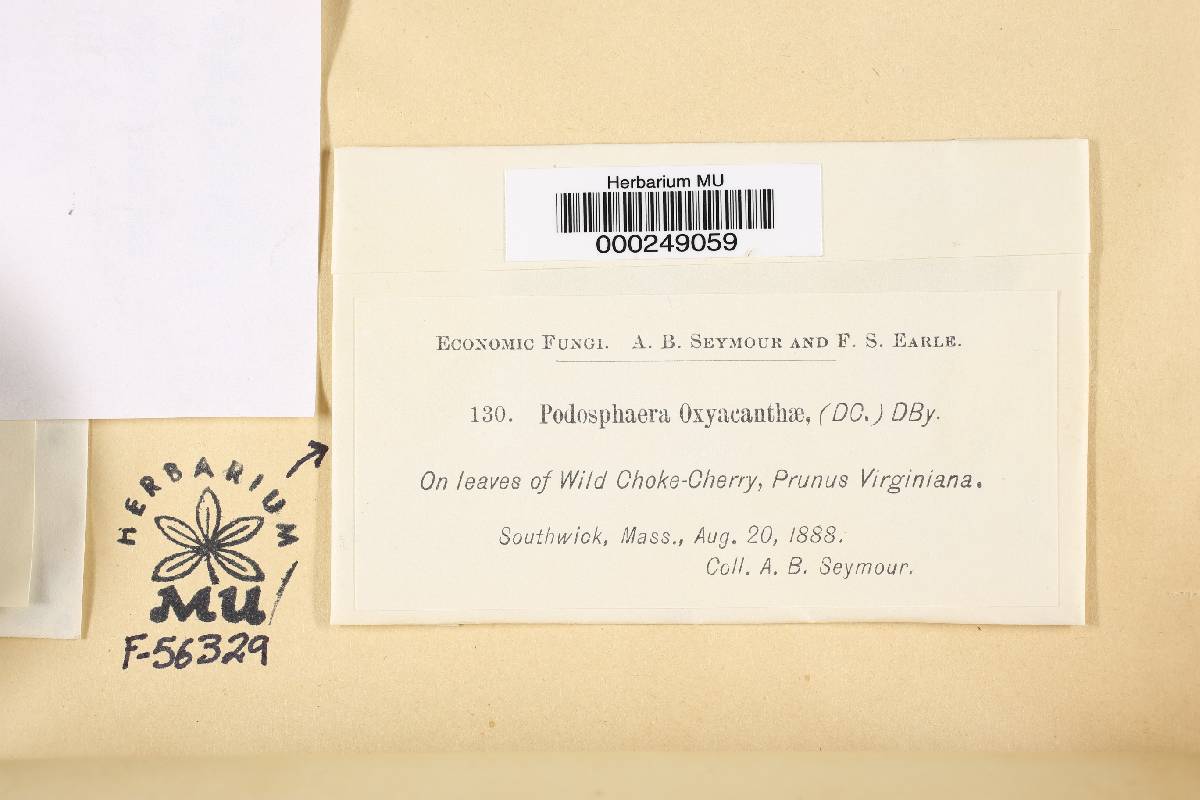 Herbarium MU
000249059
Economic Fungi. A. B. Seymour and F. S. Earle.
130. Podosphaera Oxyacanthæ, (DC.) DBy.
On leaves of Wild Choke-Cherry, Prunus Virginiana.
Southwick, Mass., Aug. 20, 1888.
Coll. A. B. Seymour.
HERBARIUM
MU
F-56329